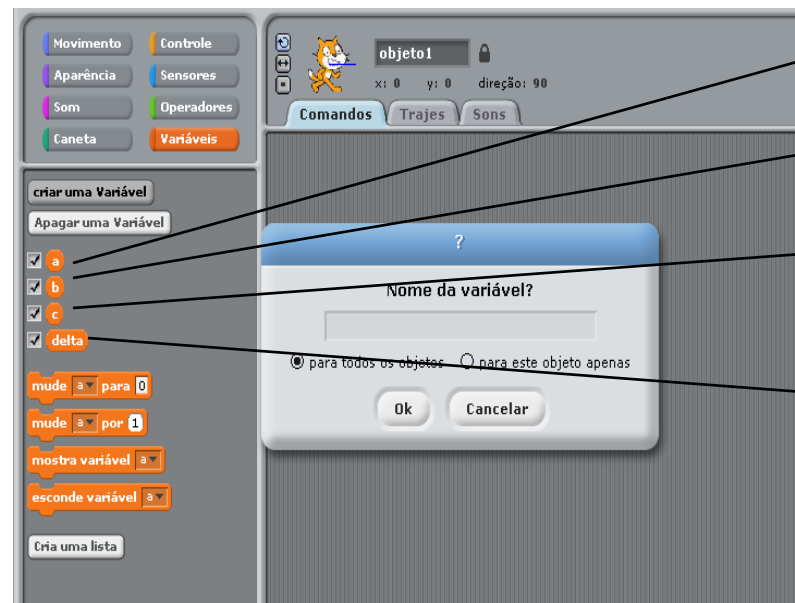 Movimento Controle
Aparência Sensores
Som Operadores
Caneta Variáveis
objeto1
x: 0 y: 0 direção: 90
Comandos Trajes Sons
criar uma Variável
Apagar uma Variável
a
b
c
delta
mude a para 0
mude a por 1
mostra variável a
esconde variável a
Cria uma lista
?
Nome da variável?
para todos os objetos para este objeto apenas
Ok Cancelar